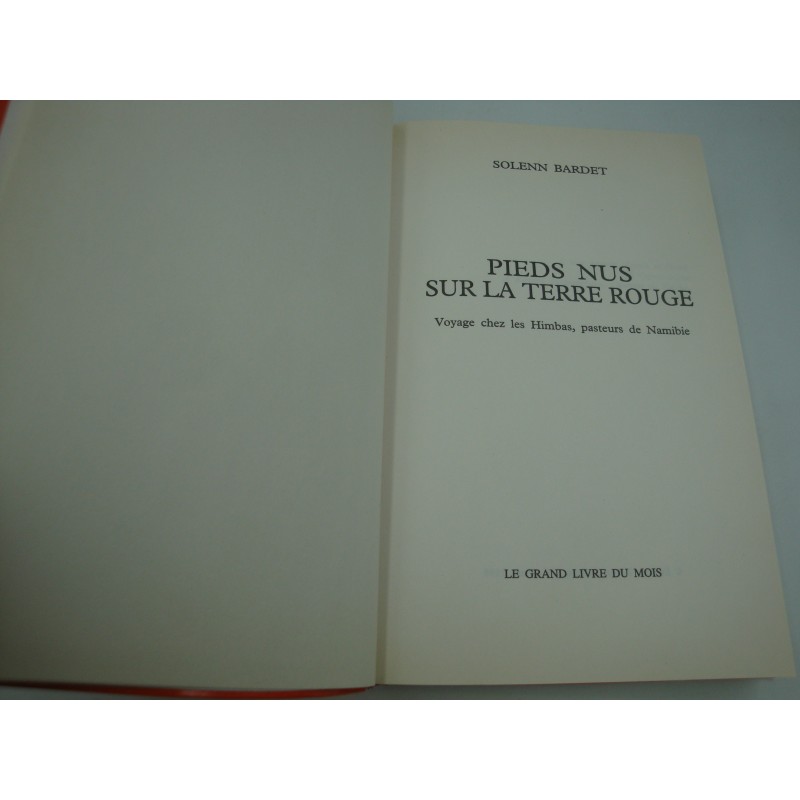 SOLENN BARDET
PIEDS NUS
SUR LA TERRE ROUGE
Voyage chez les Himbas, pasteurs de Namibie
LE GRAND LIVRE DU MOIS